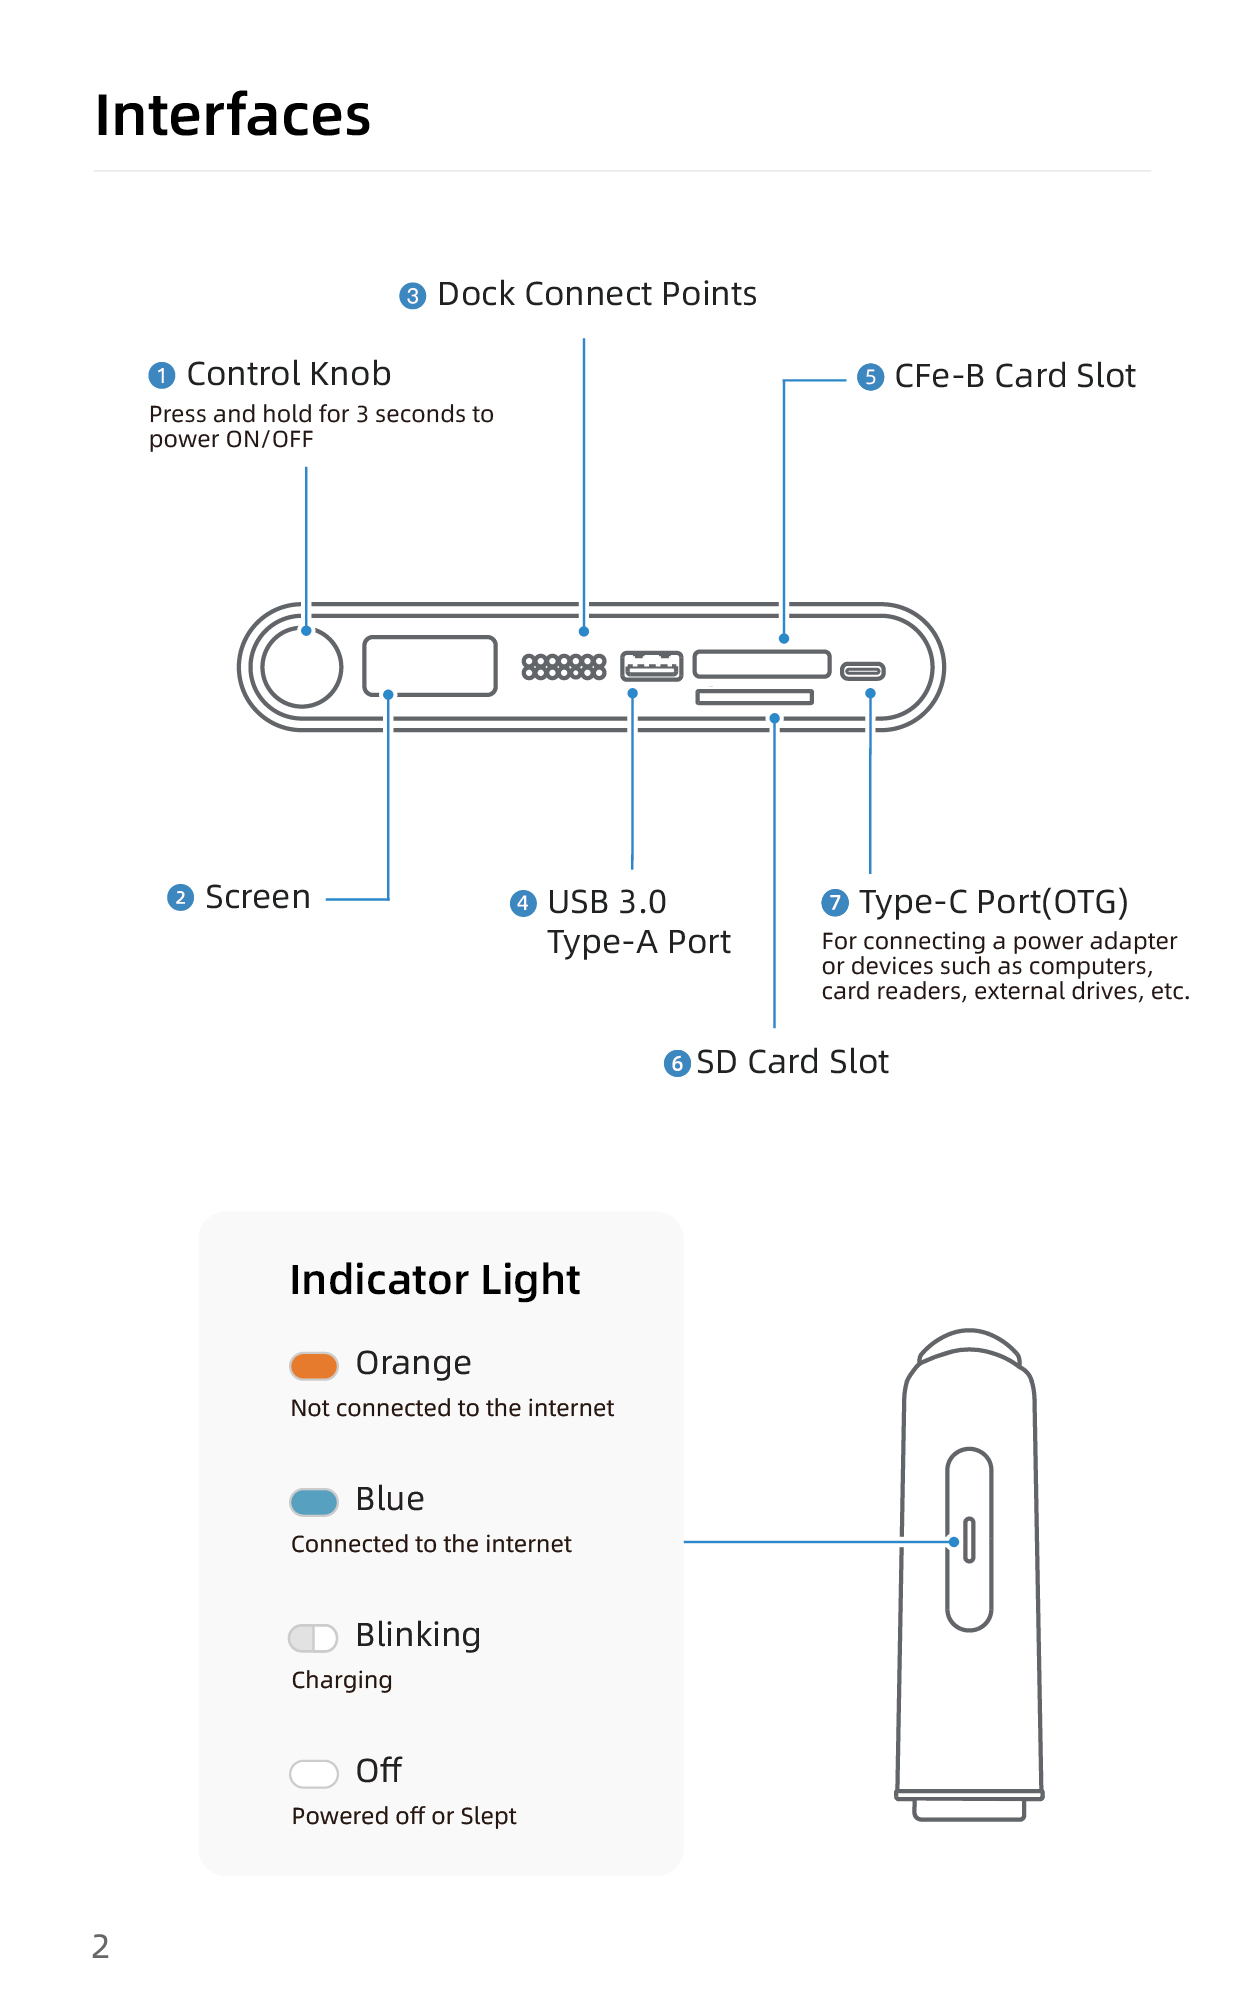 Interfaces
3 Dock Connect Points
1 Control Knob
Press and hold for 3 seconds to
power ON/OFF
5 CFe-B Card Slot
2 Screen
4 USB 3.0
Type-A Port
7 Type-C Port(OTG)
For connecting a power adapter
or devices such as computers,
card readers, external drives, etc.
6 SD Card Slot
Indicator Light
Orange
Not connected to the internet
Blue
Connected to the internet
Blinking
Charging
Off
Powered off or Slept
2